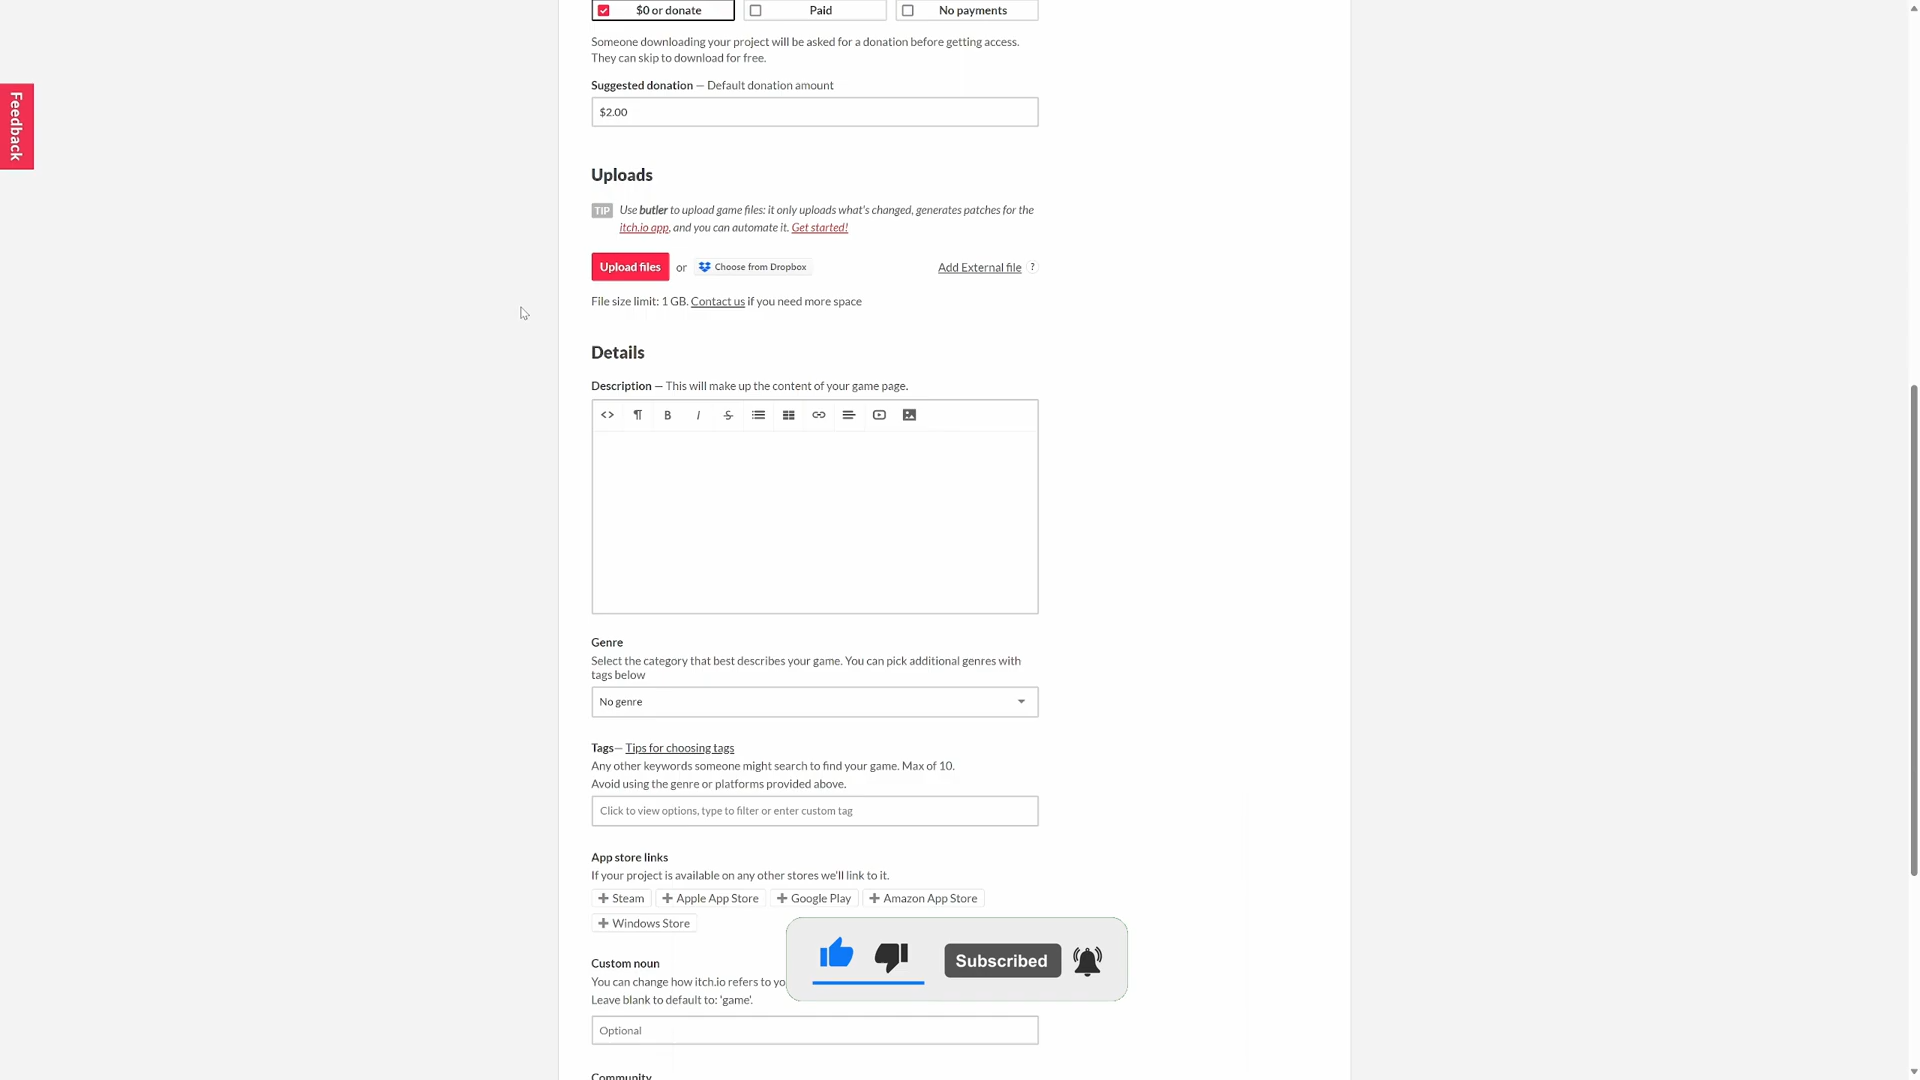 $0 or donate
Paid
No payments
Someone downloading your project will be asked for a donation before getting access.
They can skip to download for free.
Suggested donation — Default donation amount
$2.00
Feedback
Uploads
TIP Use butler to upload game files: it only uploads what's changed, generates patches for the
itch.io app, and you can automate it. Get started!
Upload files or Choose from Dropbox Add External file ?
File size limit: 1 GB. Contact us if you need more space
Details
Description — This will make up the content of your game page.
Genre
Select the category that best describes your game. You can pick additional genres with
tags below
No genre
Tags— Tips for choosing tags
Any other keywords someone might search to find your game. Max of 10.
Avoid using the genre or platforms provided above.
Click to view options, type to filter or enter custom tag
App store links
If your project is available on any other stores we'll link to it.
Steam Apple App Store Google Play Amazon App Store
Windows Store
Custom noun
You can change how itch.io refers to
Leave blank to default to: 'game'.
Subscribed
Optional
Community